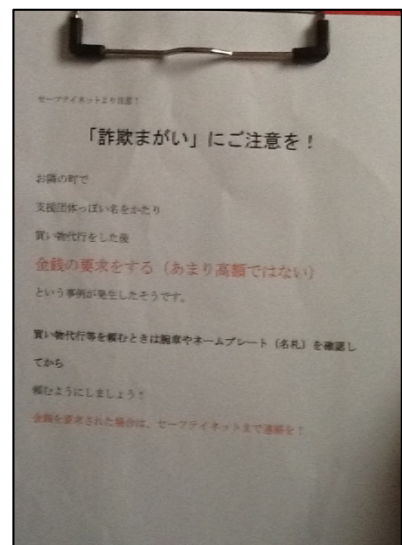 セーフテイネットより注意!
「詐欺まがい」にご注意を!
お隣の町で
支援団体っぽい名をかたり
買い物代行をした後
金銭の要求をする(あまり高額ではない)
という事例が発生したそうです。
買い物代行等を頼むときは腕章やネームプレート(名札)を確認し
てから
頼むようにしましょう!
金銭を要求された場合は、セーフテイネットまで連絡を!